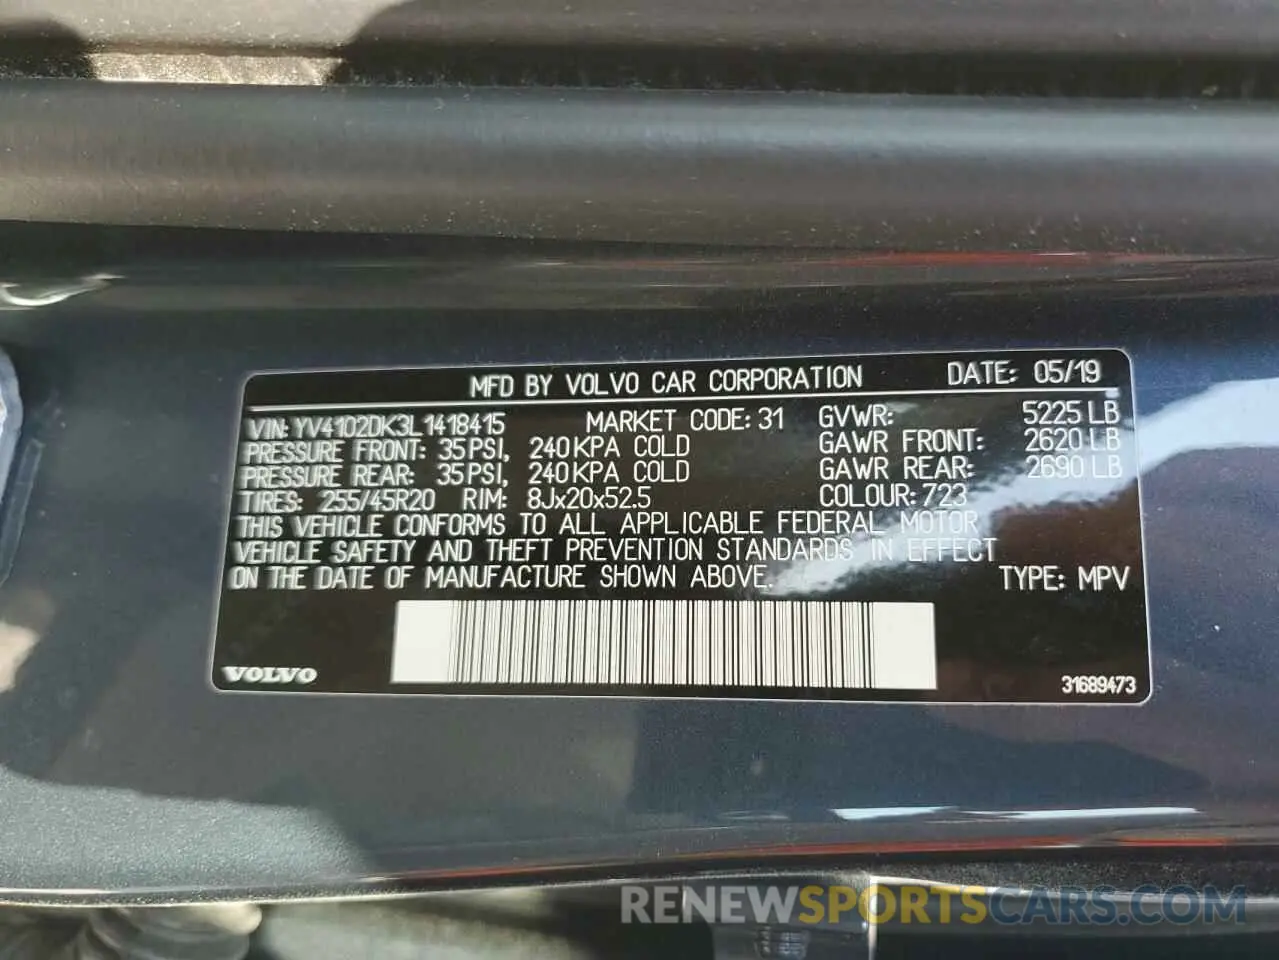 MFD BY VOLVO CAR CORPORATION DATE: 05/19
VIN: YV4102DK3L1418415 MARKET CODE: 31 GVWR: 5225 LB
PRESSURE FRONT: 35 PSI, 240 KPA COLD GAWR FRONT: 2620 LB
PRESSURE REAR: 35 PSI, 240 KPA COLD GAWR REAR: 2690 LB
TIRES: 255/45R20 RIM: 8Jx20x52.5 COLOUR: 723
THIS VEHICLE CONFORMS TO ALL APPLICABLE FEDERAL MOTOR
VEHICLE SAFETY AND THEFT PREVENTION STANDARDS IN EFFECT
ON THE DATE OF MANUFACTURE SHOWN ABOVE. TYPE: MPV
VOLVO 31689473
RENEWSPORTSCARS.COM